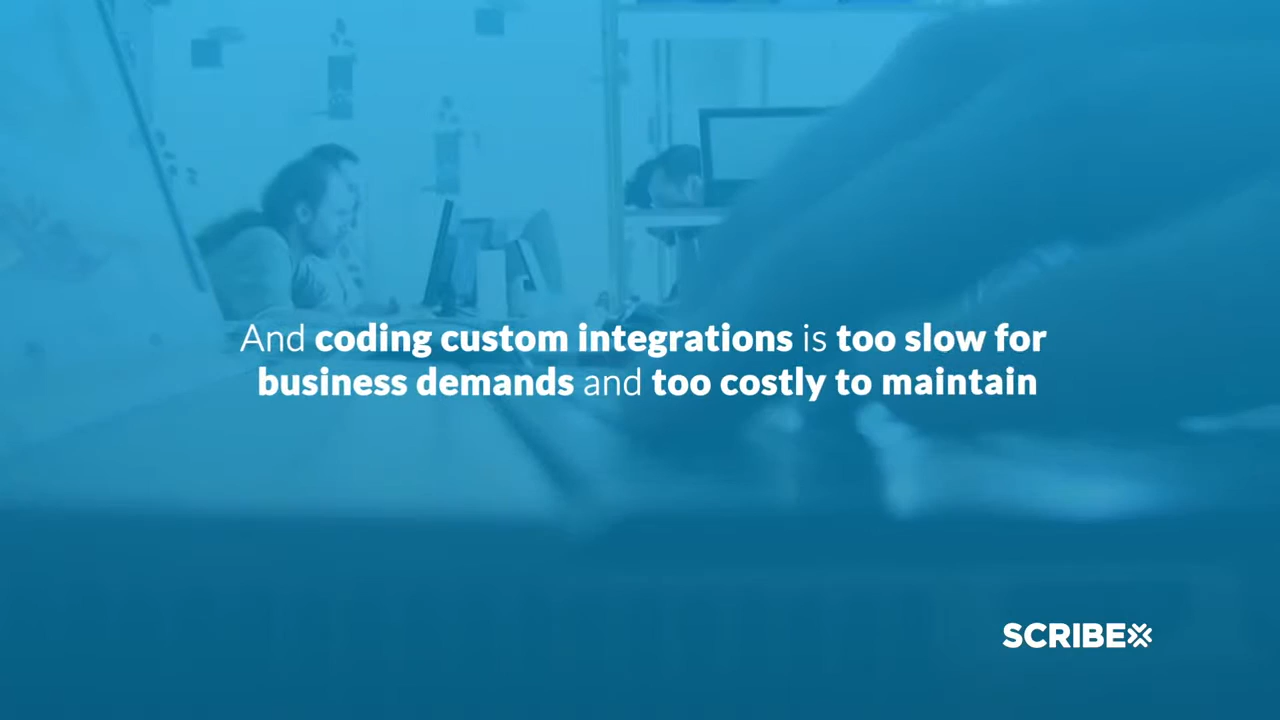 And coding custom integrations is too slow for
business demands and too costly to maintain
SCRIBE